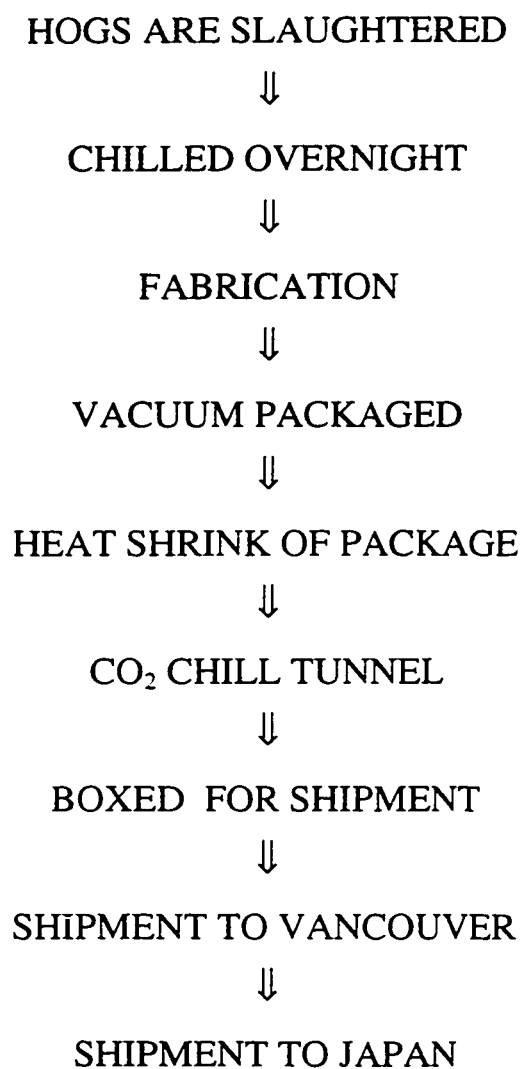 HOGS ARE SLAUGHTERED
⇓
CHILLED OVERNIGHT
⇓
FABRICATION
⇓
VACUUM PACKAGED
⇓
HEAT SHRINK OF PACKAGE
⇓
CO₂ CHILL TUNNEL
⇓
BOXED FOR SHIPMENT
⇓
SHIPMENT TO VANCOUVER
⇓
SHIPMENT TO JAPAN